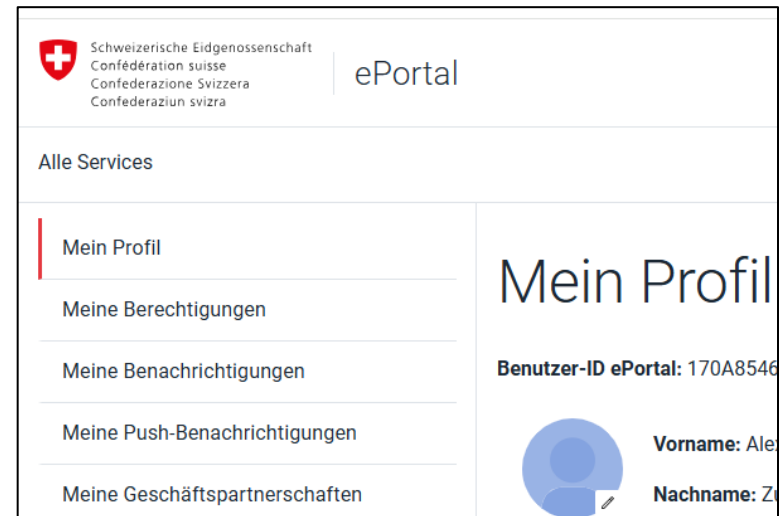 Schweizerische Eidgenossenschaft
Confédération suisse
Confederazione Svizzera
Confederaziun svizra
ePortal
Alle Services
Mein Profil
Meine Berechtigungen
Meine Benachrichtigungen
Meine Push-Benachrichtigungen
Meine Geschäftspartnerschaften
Mein Profil
Benutzer-ID ePortal: 170A8546
Vorname:
Nachname: